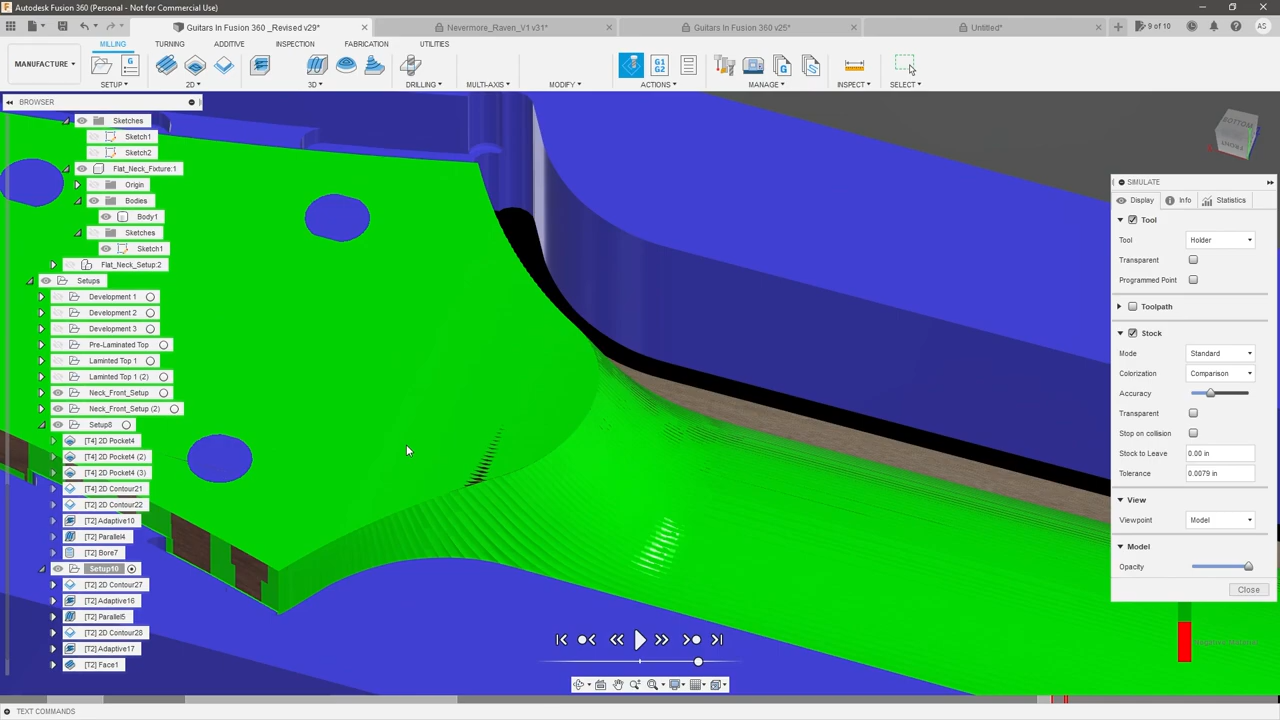 Autodesk Fusion 360 (Personal - Not for Commercial Use)
Guitars In Fusion 360 _Revised v29*
Nevermore_Raven_V1 v31*
Guitars In Fusion 360 v25*
Untitled*
9 of 10
AS
MILLING
TURNING
ADDITIVE
INSPECTION
FABRICATION
UTILITIES
MANUFACTURE
G1
G2
SETUP
2D
3D
DRILLING
MULTI-AXIS
MODIFY
ACTIONS
MANAGE
INSPECT
SELECT
BROWSER
Sketches
Sketch1
Sketch2
Flat_Neck_Fixture:1
Origin
Bodies
Body1
Sketches
Sketch1
Flat_Neck_Setup:2
Setups
Development 1
Development 2
Development 3
Pre-Laminated Top
Laminted Top 1
Laminted Top 1 (2)
Neck_Front_Setup
Neck_Front_Setup (2)
Setup8
[T4] 2D Pocket4
[T4] 2D Pocket4 (2)
[T4] 2D Pocket4 (3)
[T4] 2D Contour21
[T2] 2D Contour22
[T2] Adaptive10
[T2] Parallel4
[T2] Bore7
Setup10
[T2] 2D Contour27
[T2] Adaptive16
[T2] Parallel5
[T2] 2D Contour28
[T2] Adaptive17
[T2] Face1
BOTTOM
FRONT
SIMULATE
Display
Info
Statistics
Tool
Tool
Holder
Transparent
Programmed Point
Toolpath
Stock
Mode
Standard
Colorization
Comparison
Accuracy
Transparent
Stop on collision
Stock to Leave
0.00 in
Tolerance
0.0079 in
View
Viewpoint
Model
Model
Opacity
Close
TEXT COMMANDS